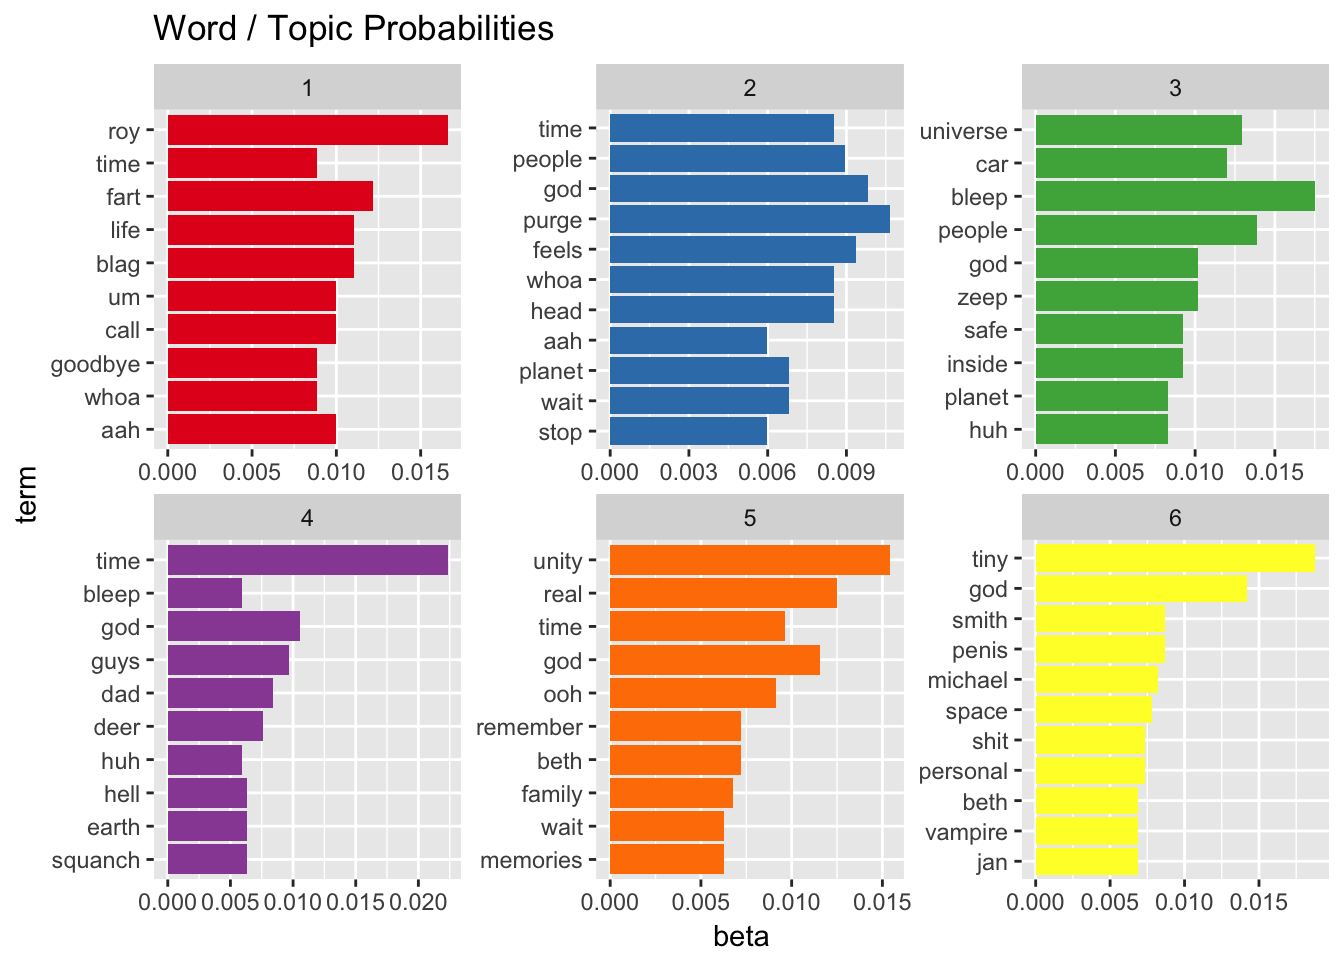 Word / Topic Probabilities
1
roy
time
fart
life
blag
um
call
goodbye
whoa
aah
0.000 0.005 0.010 0.015
2
time
people
god
purge
feels
whoa
head
aah
planet
wait
stop
0.000 0.003 0.006 0.009
3
universe
car
bleep
people
god
zeep
safe
inside
planet
huh
0.000 0.005 0.010 0.015
term
4
time
bleep
god
guys
dad
deer
huh
hell
earth
squanch
0.000 0.005 0.010 0.015 0.020
5
unity
real
time
god
ooh
remember
beth
family
wait
memories
0.000 0.005 0.010 0.015
6
tiny
god
smith
penis
michael
space
shit
personal
beth
vampire
jan
0.000 0.005 0.010 0.015
beta